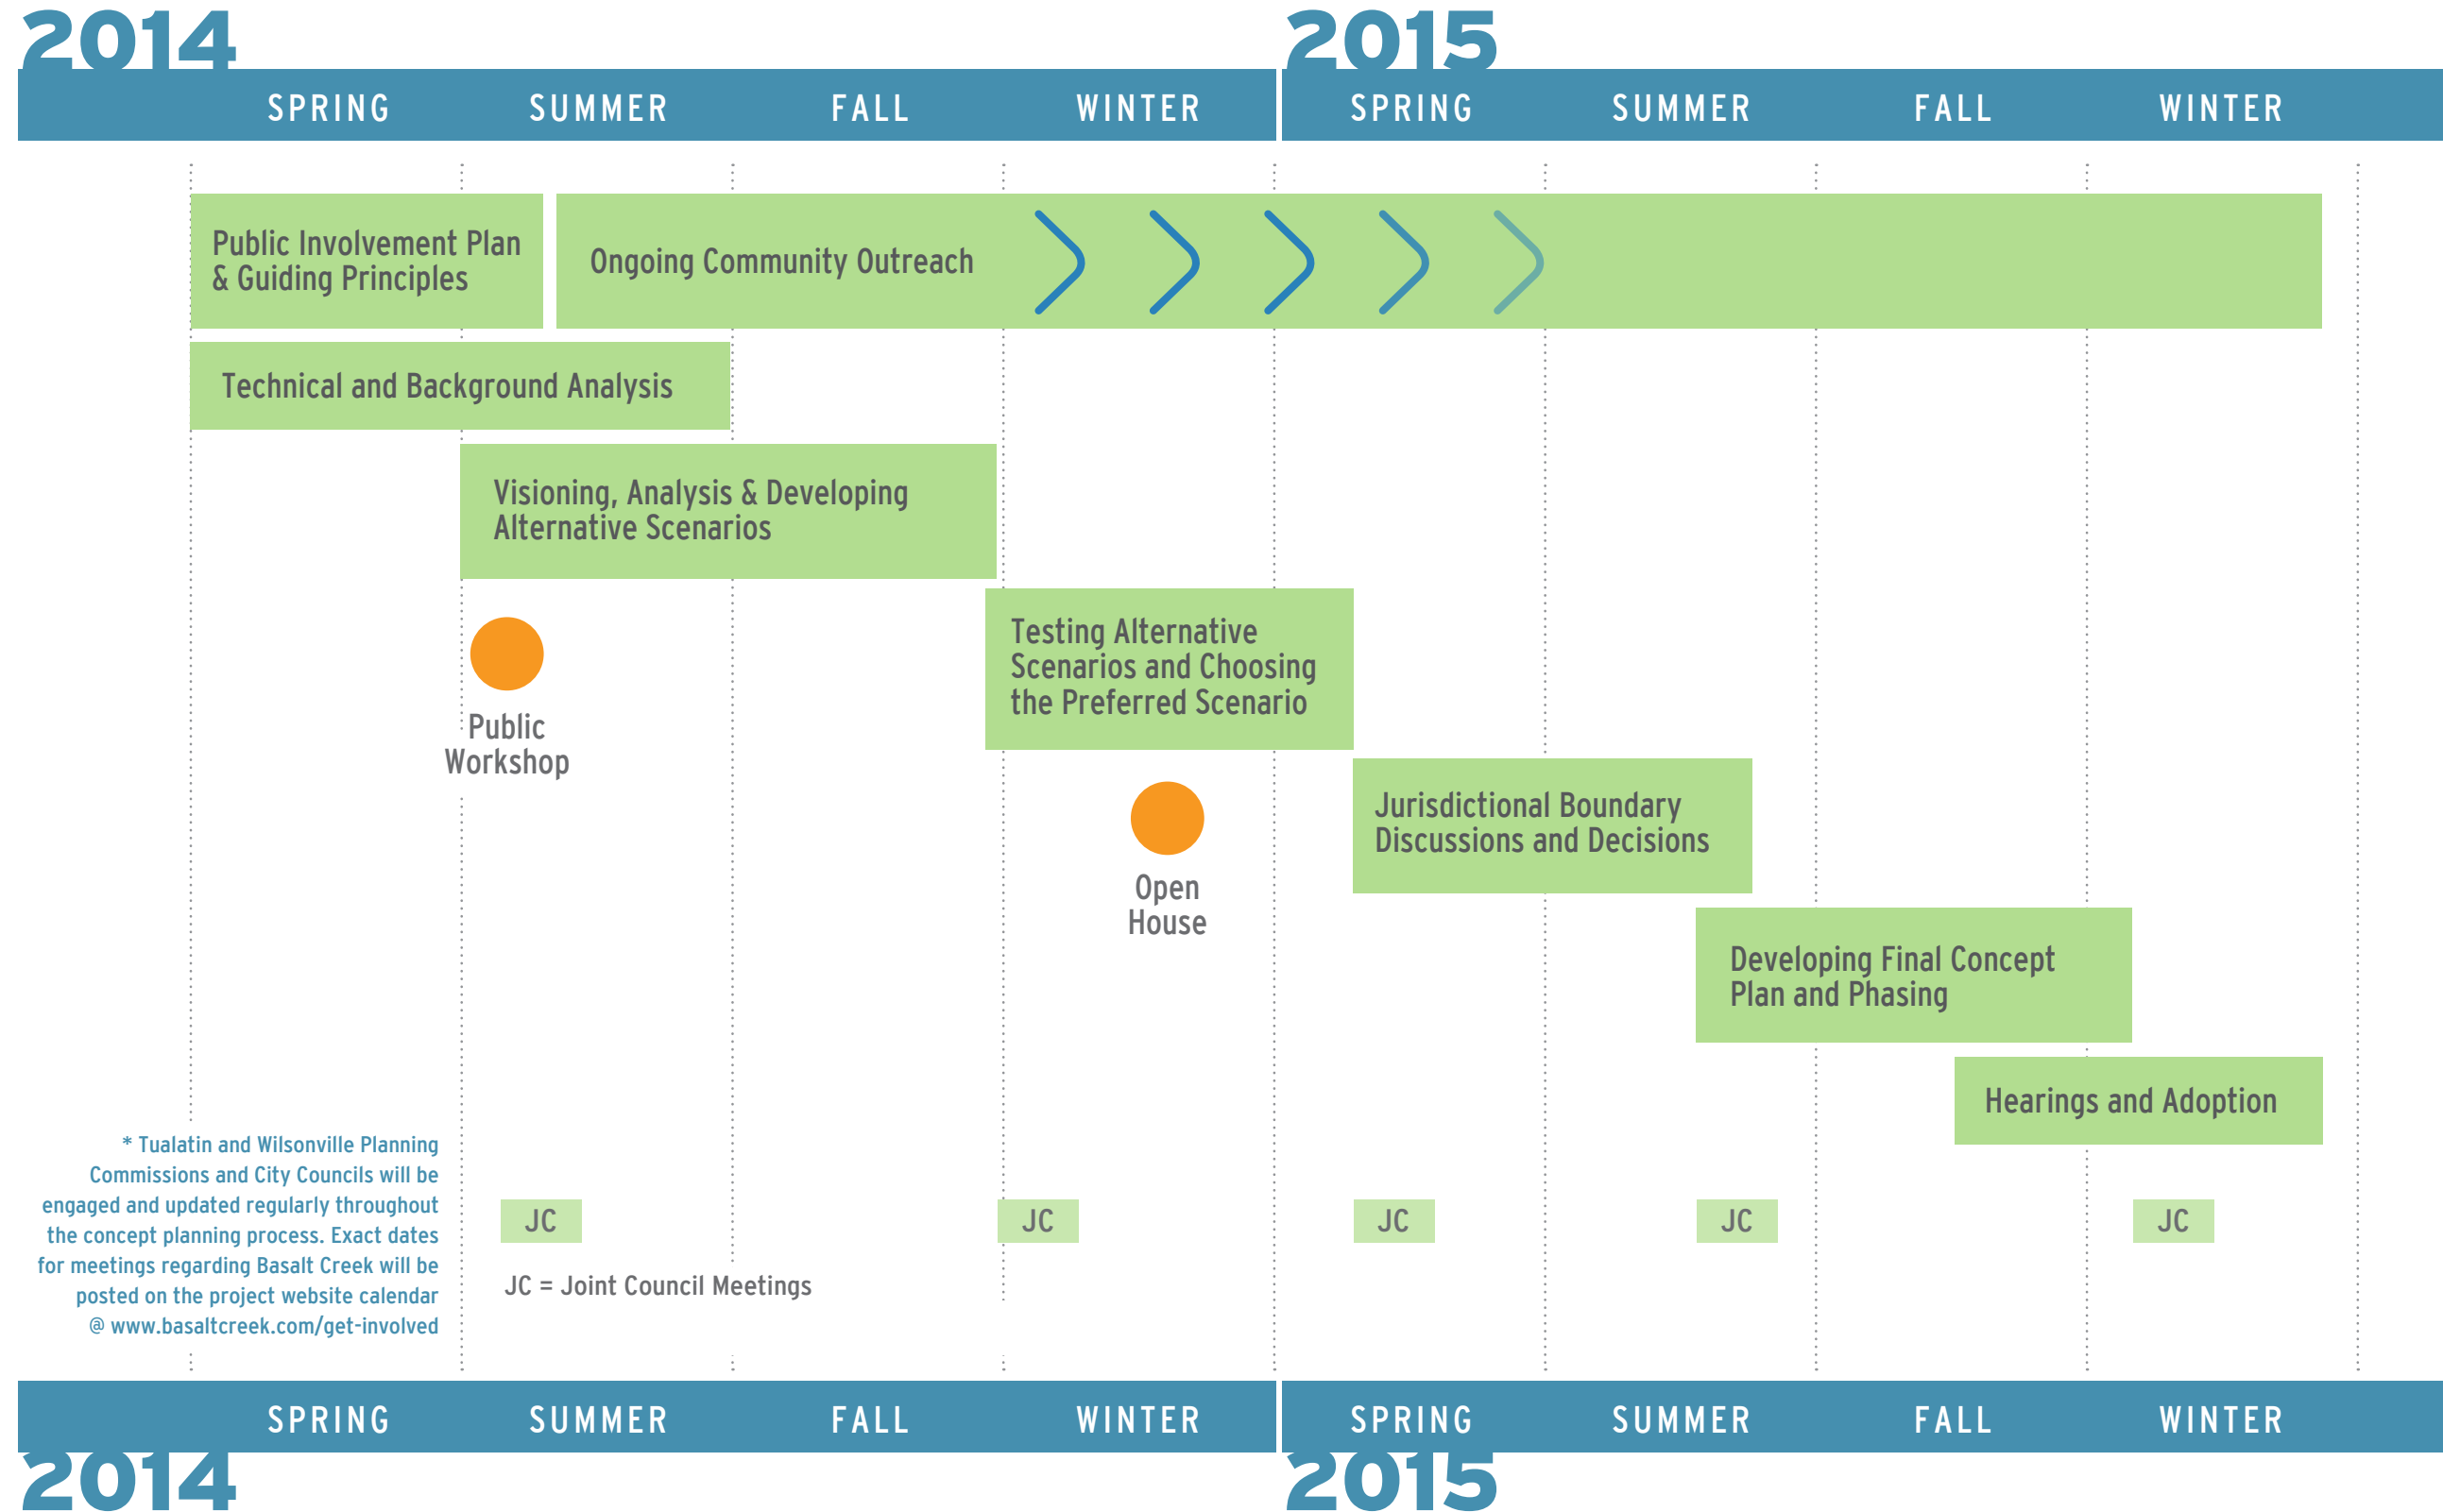 2014
2015
SPRING SUMMER FALL WINTER SPRING SUMMER FALL WINTER
Public Involvement Plan
& Guiding Principles
Ongoing Community Outreach
Technical and Background Analysis
Visioning, Analysis & Developing
Alternative Scenarios
Public
Workshop
Testing Alternative
Scenarios and Choosing
the Preferred Scenario
Open
House
Jurisdictional Boundary
Discussions and Decisions
Developing Final Concept
Plan and Phasing
Hearings and Adoption
* Tualatin and Wilsonville Planning
Commissions and City Councils will be
engaged and updated regularly throughout
the concept planning process. Exact dates
for meetings regarding Basalt Creek will be
posted on the project website calendar
@ www.basaltcreek.com/get-involved
JC JC JC JC JC
JC = Joint Council Meetings
SPRING SUMMER FALL WINTER SPRING SUMMER FALL WINTER
2014
2015